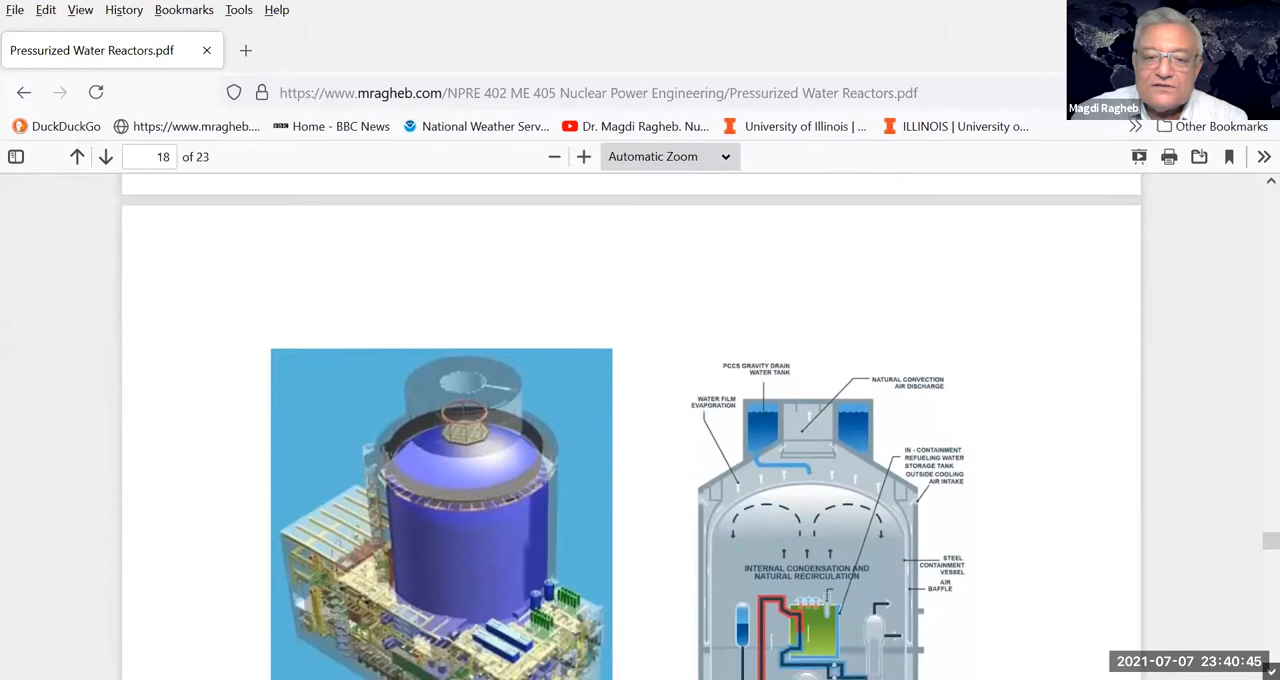 File Edit View History Bookmarks Tools Help
Pressurized Water Reactors.pdf
https://www.mragheb.com/NPRE 402 ME 405 Nuclear Power Engineering/Pressurized Water Reactors.pdf
Magdi Ragheb
DuckDuckGo https://www.mragheb.... Home - BBC News National Weather Serv... Dr. Magdi Ragheb. Nu... University of Illinois |... ILLINOIS | University o... Other Bookmarks
18 of 23 Automatic Zoom
PCCS GRAVITY DRAIN
WATER TANK
NATURAL CONVECTION
AIR DISCHARGE
WATER FILM
EVAPORATION
IN - CONTAINMENT
REFUELING WATER
STORAGE TANK
OUTSIDE COOLING
AIR INTAKE
STEEL
CONTAINMENT
VESSEL
INTERNAL CONDENSATION AND
NATURAL RECIRCULATION
AIR
BAFFLE
2021-07-07 23:40:45